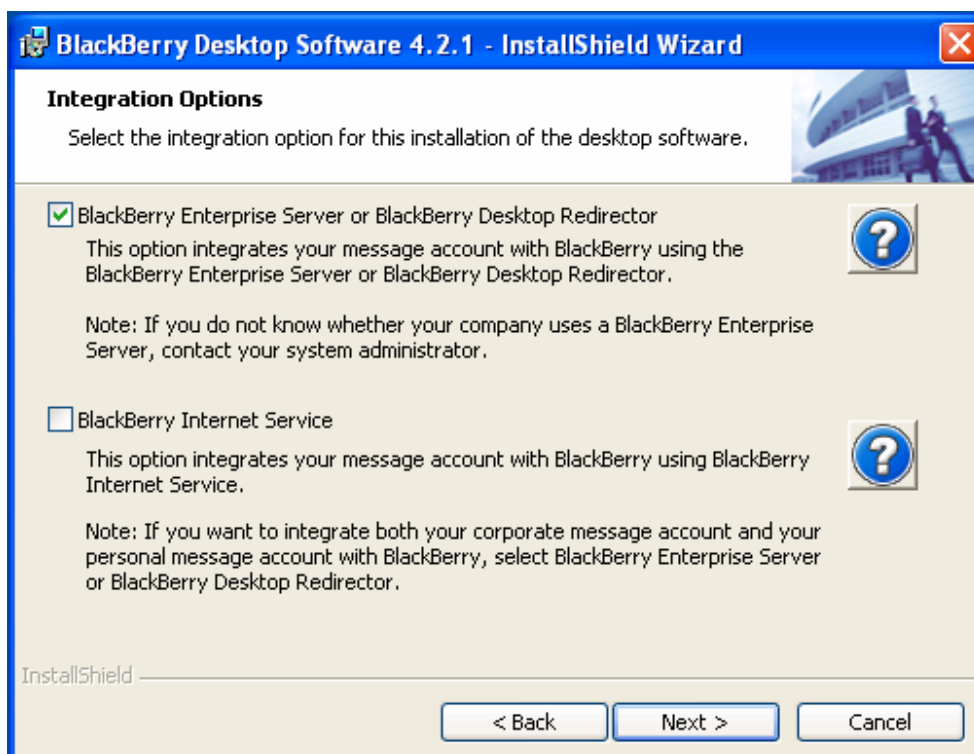 BlackBerry Desktop Software 4.2.1 - InstallShield Wizard
Integration Options
Select the integration option for this installation of the desktop software.
BlackBerry Enterprise Server or BlackBerry Desktop Redirector
This option integrates your message account with BlackBerry using the
BlackBerry Enterprise Server or BlackBerry Desktop Redirector.
Note: If you do not know whether your company uses a BlackBerry Enterprise
Server, contact your system administrator.
BlackBerry Internet Service
This option integrates your message account with BlackBerry using BlackBerry
Internet Service.
Note: If you want to integrate both your corporate message account and your
personal message account with BlackBerry, select BlackBerry Enterprise Server
or BlackBerry Desktop Redirector.
InstallShield
< Back Next > Cancel